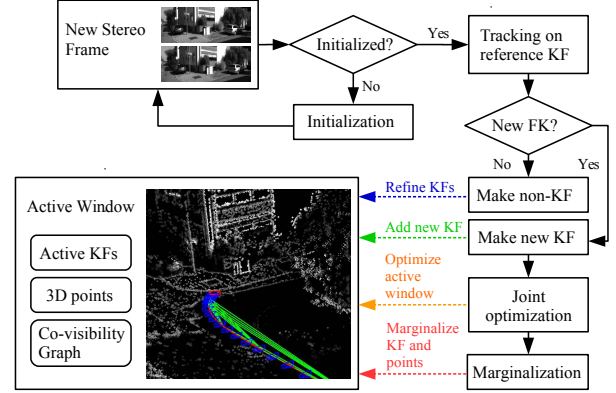 New Stereo
Frame
Initialized?
Yes
Tracking on
reference KF
No
Initialization
New FK?
No
Yes
Refine KFs
Make non-KF
Active Window
Add new KF
Make new KF
Active KFs
Optimize
active
window
3D points
Joint
optimization
Co-visibility
Graph
Marginalize
KF and
points
Marginalization